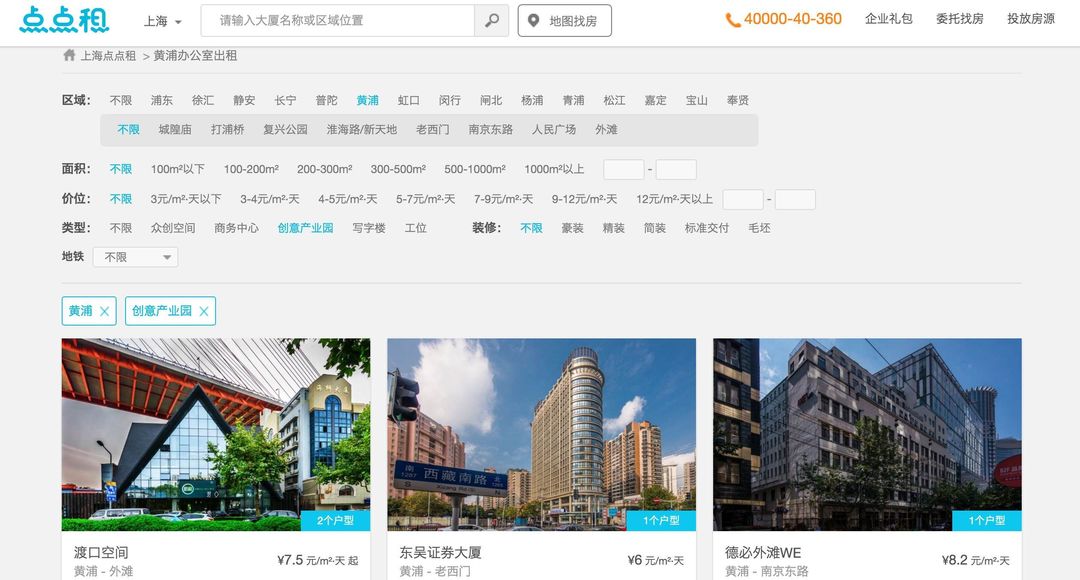 点点租 上海 请输入大厦名称或区域位置 地图找房 40000-40-360 企业礼包 委托找房 投放房源
上海点点租 > 黄浦办公室出租
区域： 不限 浦东 徐汇 静安 长宁 普陀 黄浦 虹口 闵行 闸北 杨浦 青浦 松江 嘉定 宝山 奉贤
不限 城隍庙 打浦桥 复兴公园 淮海路/新天地 老西门 南京东路 人民广场 外滩
面积： 不限 100m²以下 100-200m² 200-300m² 300-500m² 500-1000m² 1000m²以上 -
价位： 不限 3元/m²·天以下 3-4元/m²·天 4-5元/m²·天 5-7元/m²·天 7-9元/m²·天 9-12元/m²·天 12元/m²·天以上 -
类型： 不限 众创空间 商务中心 创意产业园 写字楼 工位 装修： 不限 豪装 精装 简装 标准交付 毛坯
地铁 不限
黄浦 × 创意产业园 ×
南 西藏南路 北
2个户型 1个户型 1个户型
渡口空间 ¥7.5 元/m²·天 起 东吴证券大厦 ¥6 元/m²·天 德必外滩WE ¥8.2 元/m²·天
黄浦 - 外滩 黄浦 - 老西门 黄浦 - 南京东路